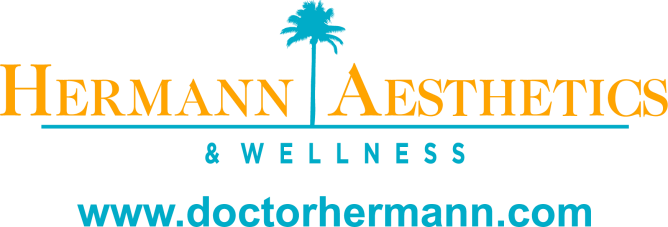 HERMANN AESTHETICS
& WELLNESS
www.doctorhermann.com